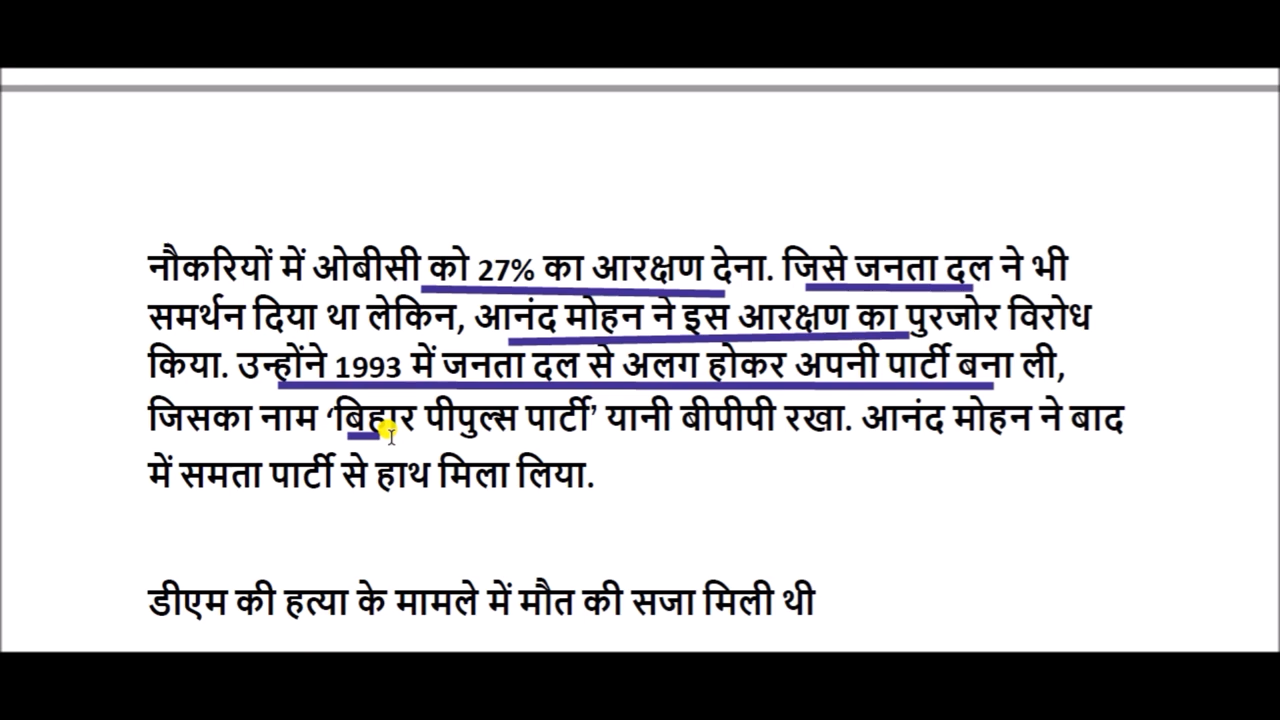 नौकरियों में ओबीसी को 27% का आरक्षण देना. जिसे जनता दल ने भी
समर्थन दिया था लेकिन, आनंद मोहन ने इस आरक्षण का पुरजोर विरोध
किया. उन्होंने 1993 में जनता दल से अलग होकर अपनी पार्टी बना ली,
जिसका नाम ‘बिहार पीपुल्स पार्टी’ यानी बीपीपी रखा. आनंद मोहन ने बाद
में समता पार्टी से हाथ मिला लिया.
डीएम की हत्या के मामले में मौत की सजा मिली थी